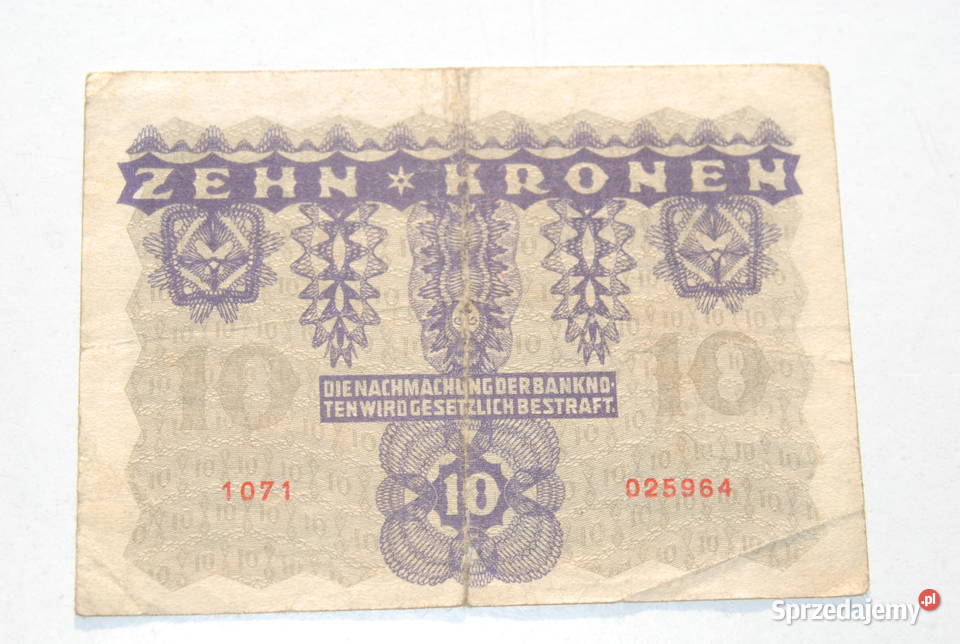 ZEHN ✶ KRONEN
10 10
DIE NACHMACHUNG DER BANKNO-
TEN WIRD GESETZLICH BESTRAFT.
1071 10 025964
Sprzedajemy.pl